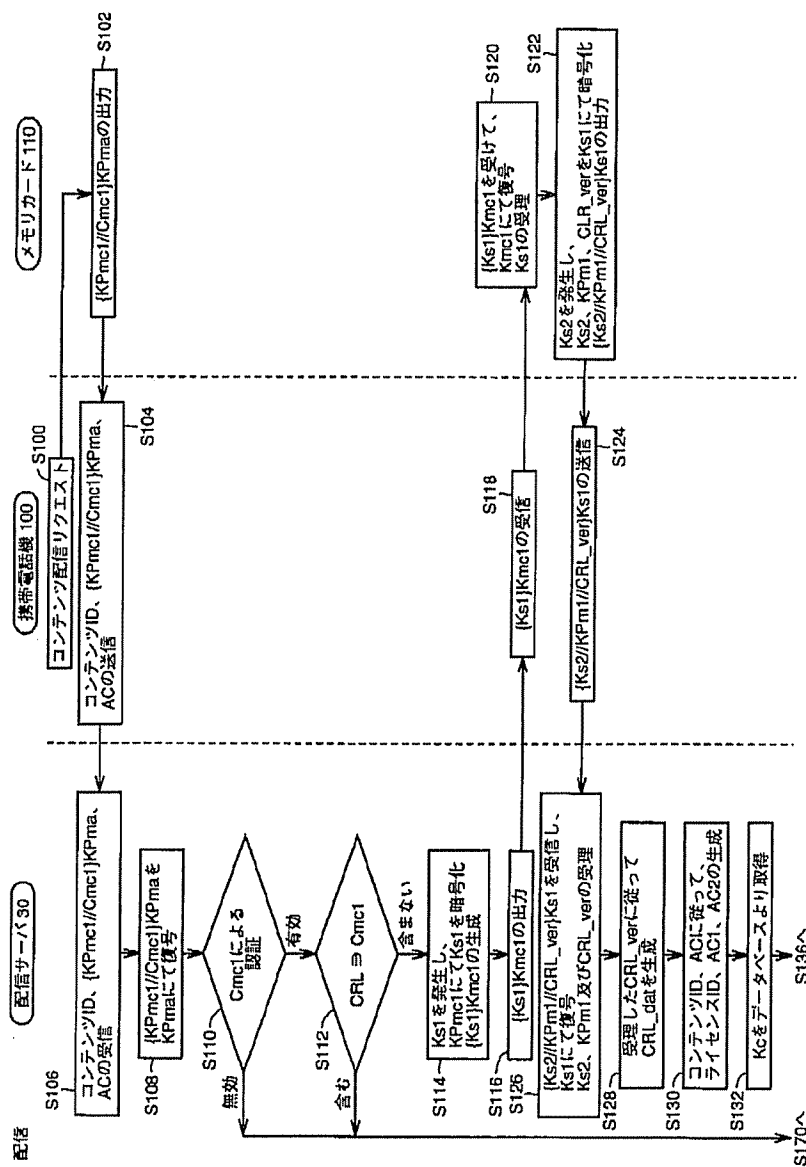 配信
配信サーバ 30
携帯電話機 100
メモリカード 110
S100
コンテンツ配信リクエスト
S102
{KPmc1//Cmc1}KPmaの出力
S104
コンテンツID、{KPmc1//Cmc1}KPma、
ACの送信
S106
コンテンツID、{KPmc1//Cmc1}KPma、
ACの受信
S108
{KPmc1//Cmc1}KPmaを
KPmaにて復号
S110
Cmc1による
認証
無効
有効
S112
CRL ∋ Cmc1
含む
含まない
S114
Ks1を発生し、
KPmc1にてKs1を暗号化
{Ks1}Kmc1の生成
S116
{Ks1}Kmc1の出力
S118
{Ks1}Kmc1の受信
S120
{Ks1}Kmc1を受けて、
Kmc1にて復号
Ks1の受理
S122
Ks2を発生し、
Ks2、KPm1、CLR_verをKs1にて暗号化
{Ks2//KPm1//CRL_ver}Ks1の出力
S124
{Ks2//KPm1//CRL_ver}Ks1の送信
S126
{Ks2//KPm1//CRL_ver}Ks1を受信し、
Ks1にて復号
Ks2、KPm1及びCRL_verの受理
S128
受理したCRL_verに従って
CRL_datを生成
S130
コンテンツID、ACに従って、
ライセンスID、AC1、AC2の生成
S132
Kcをデータベースより取得
S170へ
S136へ